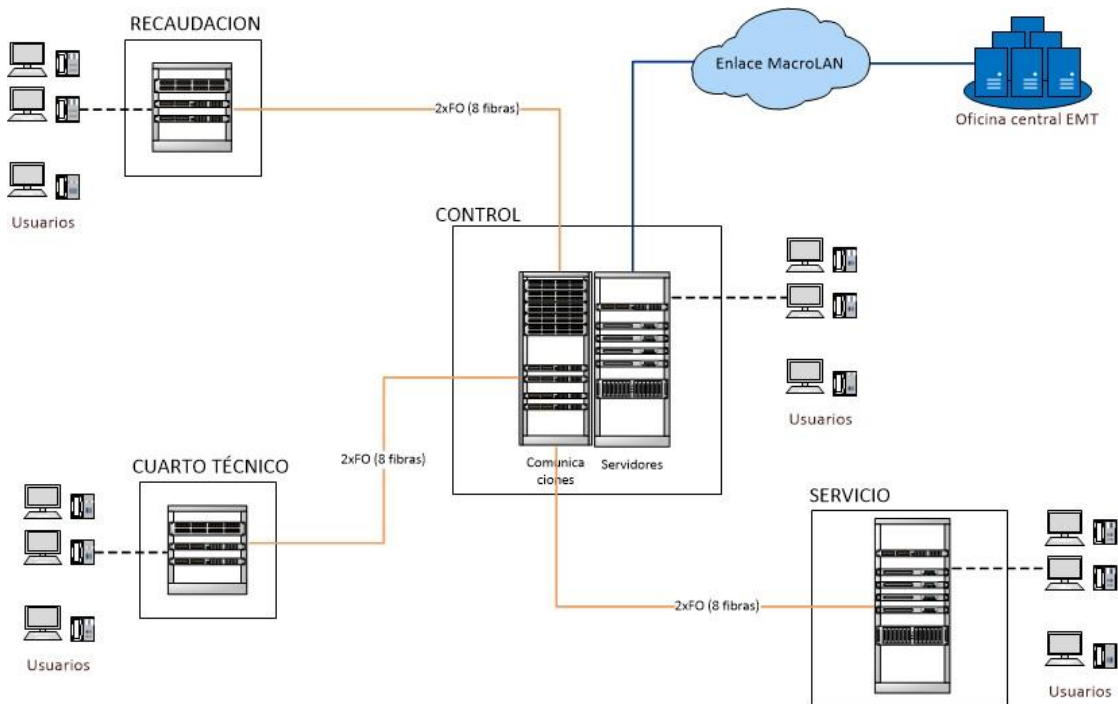 RECAUDACION
Enlace MacroLAN
Oficina central EMT
2xFO (8 fibras)
Usuarios
CONTROL
Comunica
ciones
Servidores
Usuarios
2xFO (8 fibras)
CUARTO TÉCNICO
Usuarios
SERVICIO
2xFO (8 fibras)
Usuarios